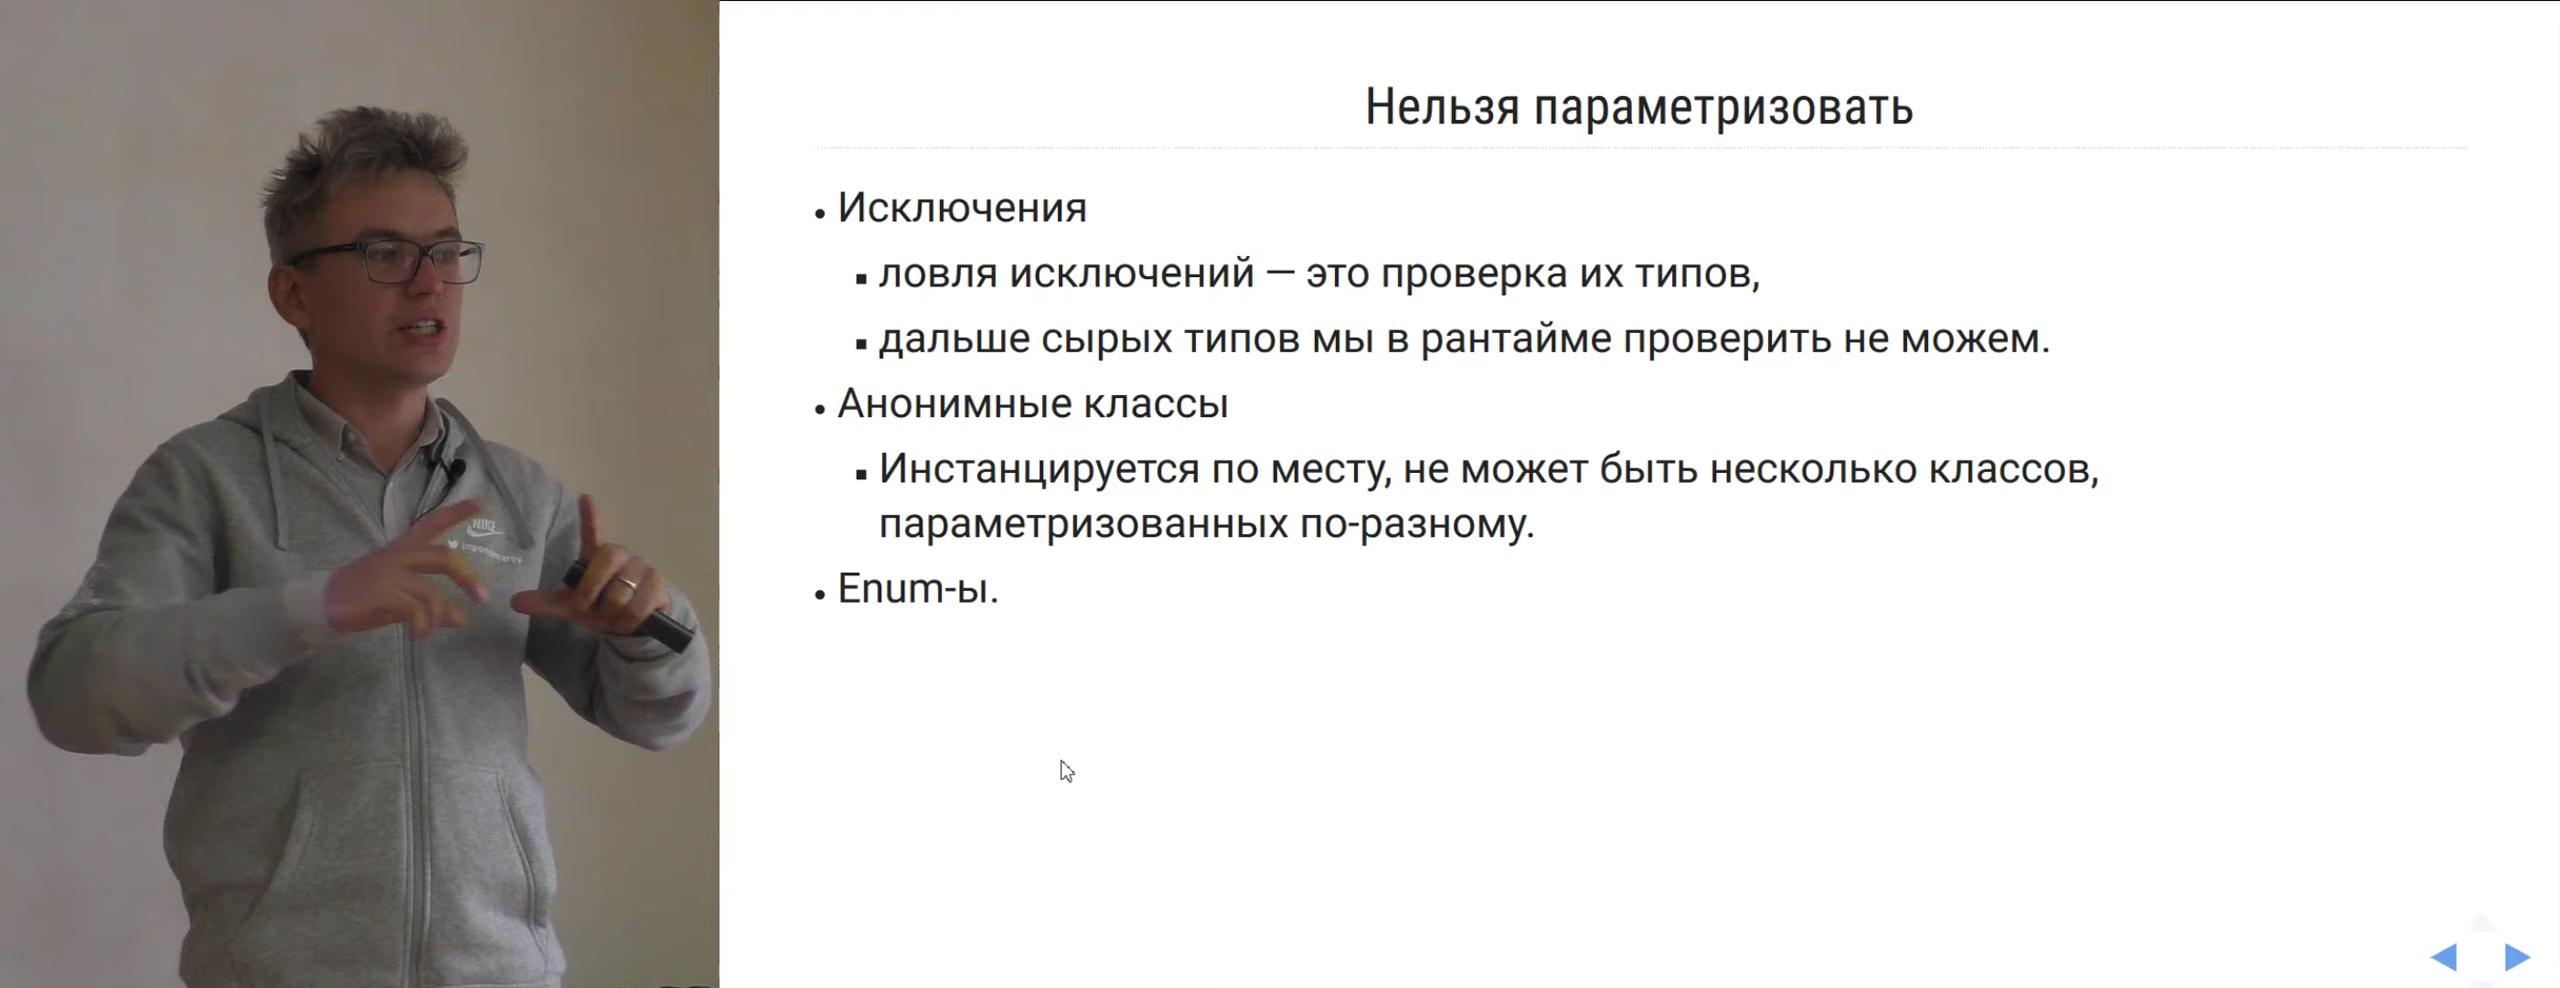 Нельзя параметризовать
• Исключения
▪ ловля исключений — это проверка их типов,
▪ дальше сырых типов мы в рантайме проверить не можем.
• Анонимные классы
▪ Инстанцируется по месту, не может быть несколько классов,
параметризованных по-разному.
• Enum-ы.
NIKE